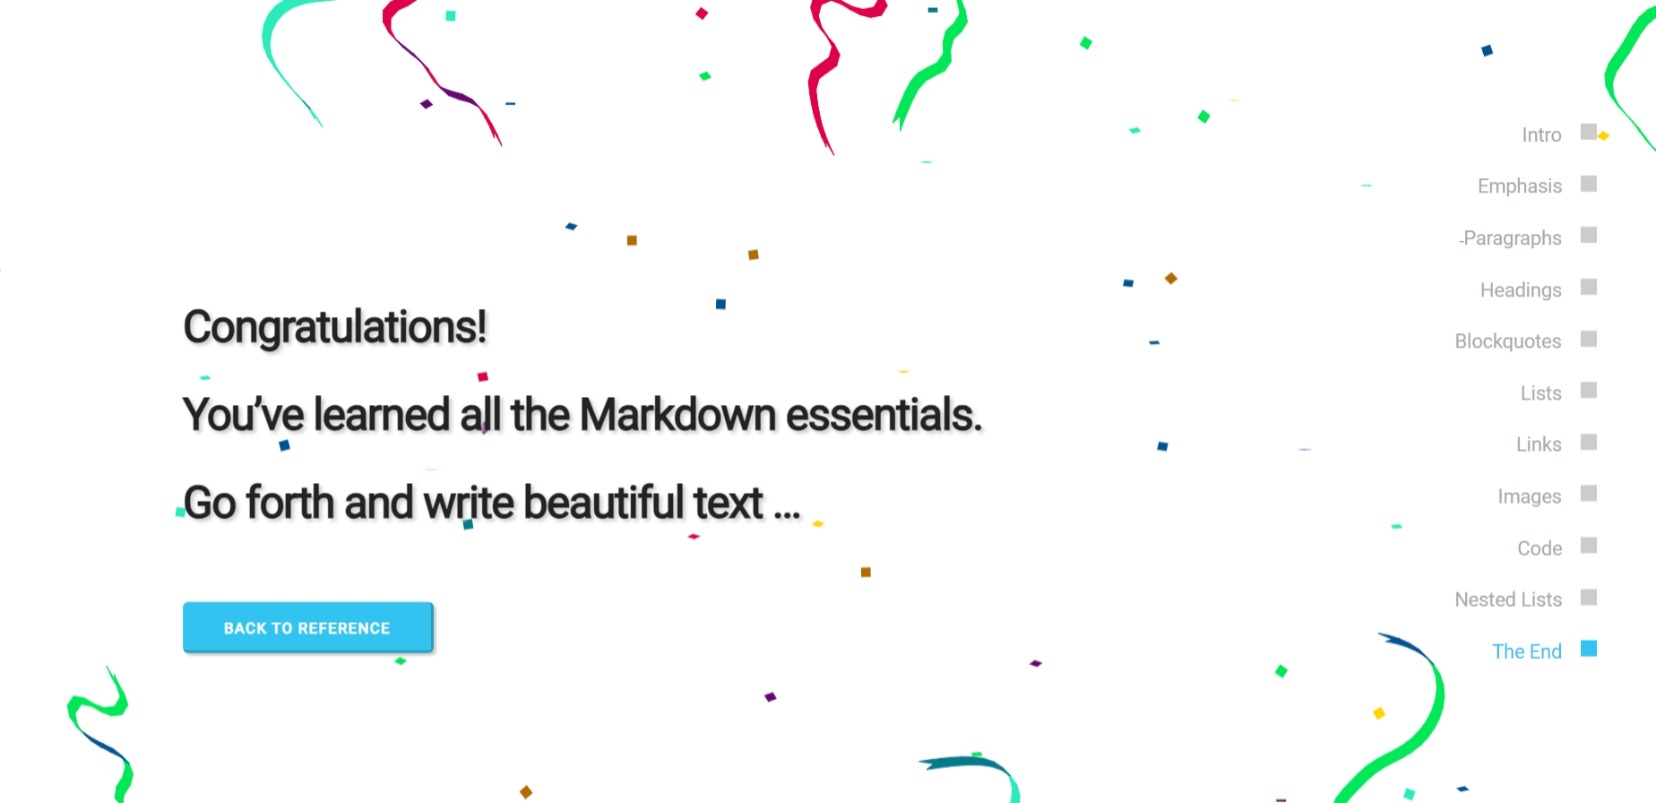 Congratulations!
You’ve learned all the Markdown essentials.
Go forth and write beautiful text ...
BACK TO REFERENCE
Intro
Emphasis
Paragraphs
Headings
Blockquotes
Lists
Links
Images
Code
Nested Lists
The End